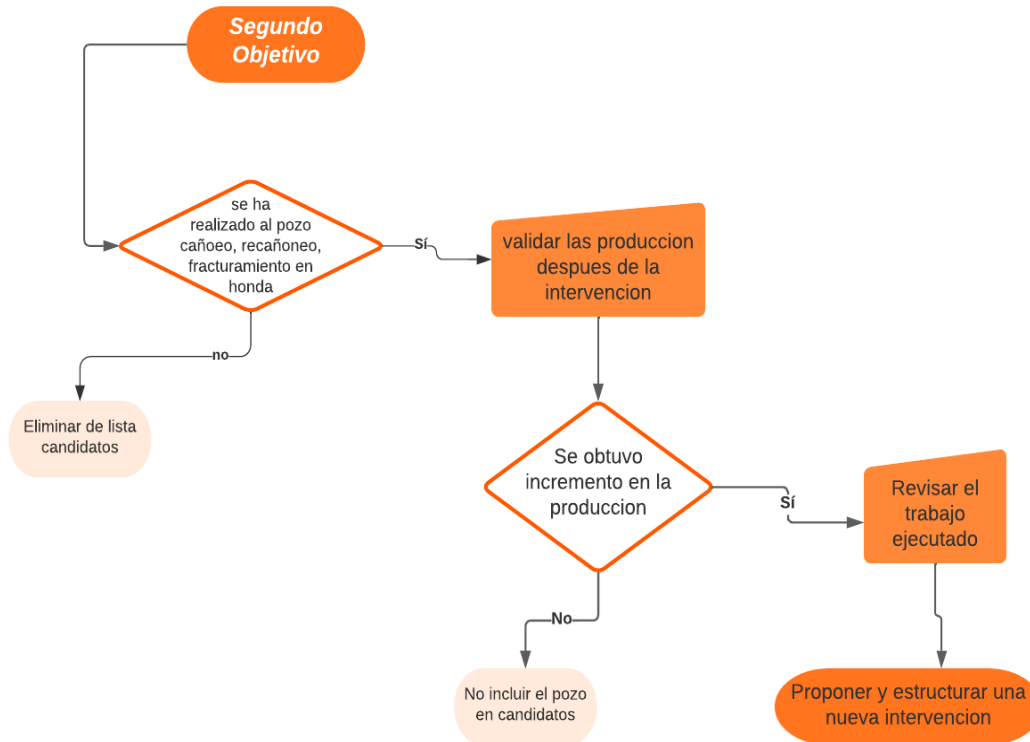 Segundo
Objetivo
se ha
realizado al pozo
cañoeo, recañoneo,
fracturamiento en
honda
Sí
validar las produccion
despues de la
intervencion
no
Eliminar de lista
candidatos
Se obtuvo
incremento en la
produccion
Sí
Revisar el
trabajo
ejecutado
No
No incluir el pozo
en candidatos
Proponer y estructurar una
nueva intervencion